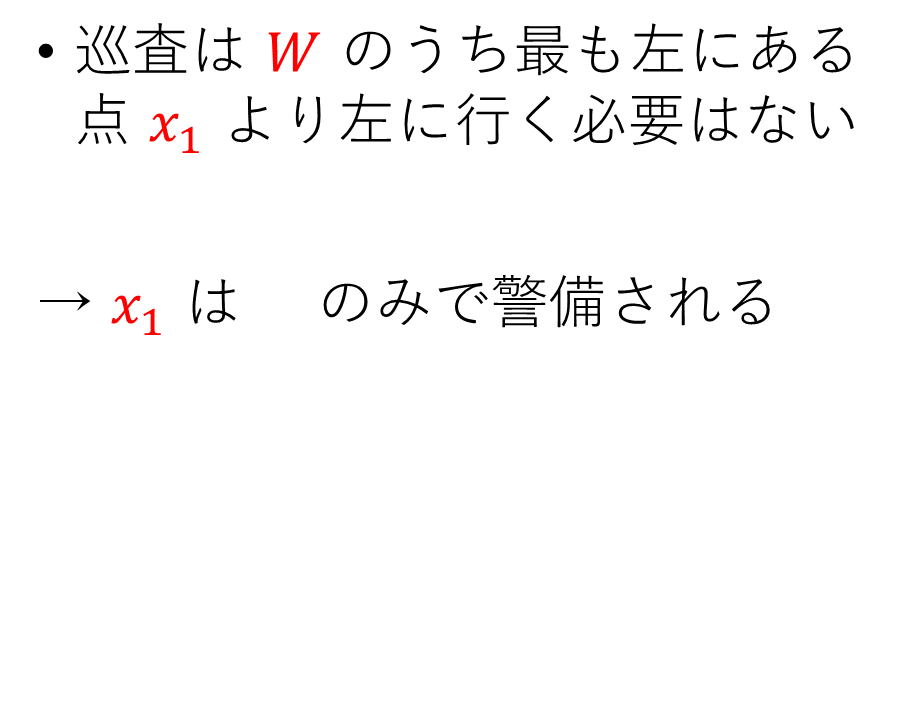 • 巡査は W のうち最も左にある
点 x₁ より左に行く必要はない
→ x₁ は のみで警備される